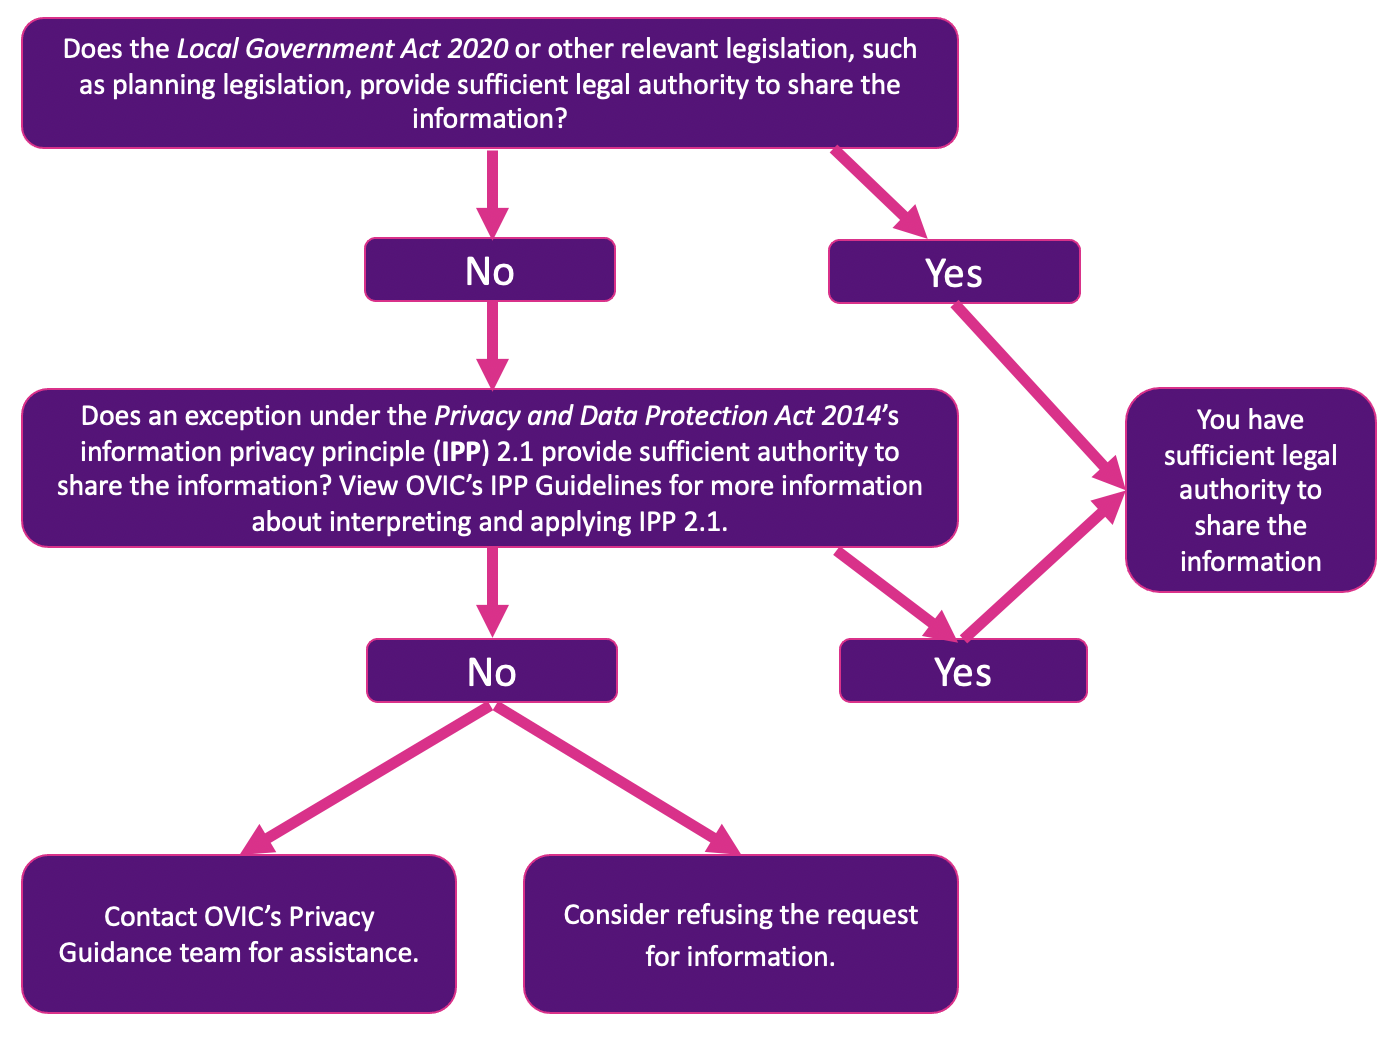 Does the Local Government Act 2020 or other relevant legislation, such
as planning legislation, provide sufficient legal authority to share the
information?
No
Yes
Does an exception under the Privacy and Data Protection Act 2014’s
information privacy principle (IPP) 2.1 provide sufficient authority to
share the information? View OVIC’s IPP Guidelines for more information
about interpreting and applying IPP 2.1.
You have
sufficient legal
authority to
share the
information
No
Yes
Contact OVIC’s Privacy
Guidance team for assistance.
Consider refusing the request
for information.